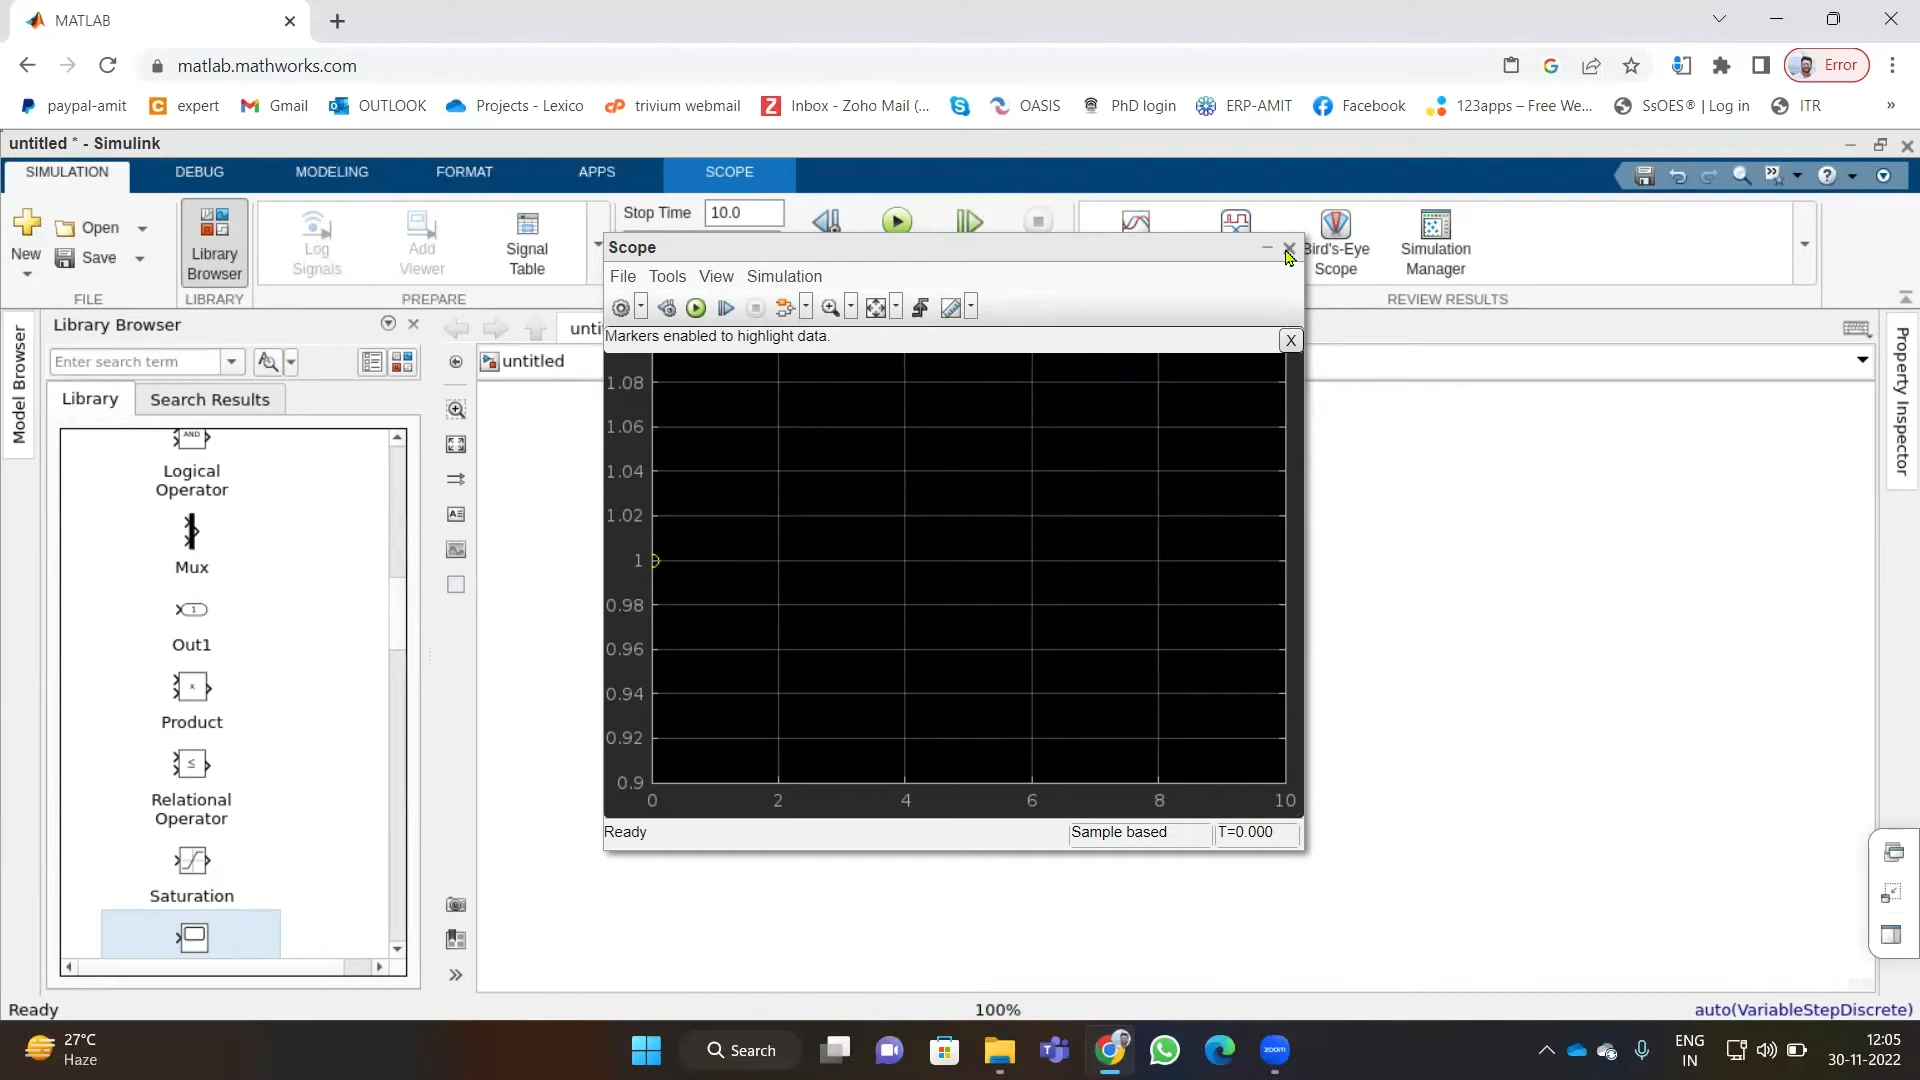 MATLAB
matlab.mathworks.com
Error
paypal-amit
expert
Gmail
OUTLOOK
Projects - Lexico
trivium webmail
Inbox - Zoho Mail (...
OASIS
PhD login
ERP-AMIT
Facebook
123apps – Free We...
SsOES® | Log in
ITR
»
untitled * - Simulink
SIMULATION
DEBUG
MODELING
FORMAT
APPS
SCOPE
New
Open
Save
FILE
Library
Browser
LIBRARY
Log
Signals
Add
Viewer
Signal
Table
PREPARE
Stop Time 10.0
Bird's-Eye
Scope
Simulation
Manager
REVIEW RESULTS
Scope
File Tools View Simulation
Markers enabled to highlight data.
X
1.08
1.06
1.04
1.02
1
0.98
0.96
0.94
0.92
0.9
0 2 4 6 8 10
Ready
Sample based
T=0.000
Model Browser
Library Browser
Enter search term
Library
Search Results
AND
Logical
Operator
Mux
1
Out1
x
Product
≤
Relational
Operator
Saturation
unti
untitled
Property Inspector
Ready
100%
auto(VariableStepDiscrete)
27°C
Haze
Search
zoom
ENG
IN
12:05
30-11-2022